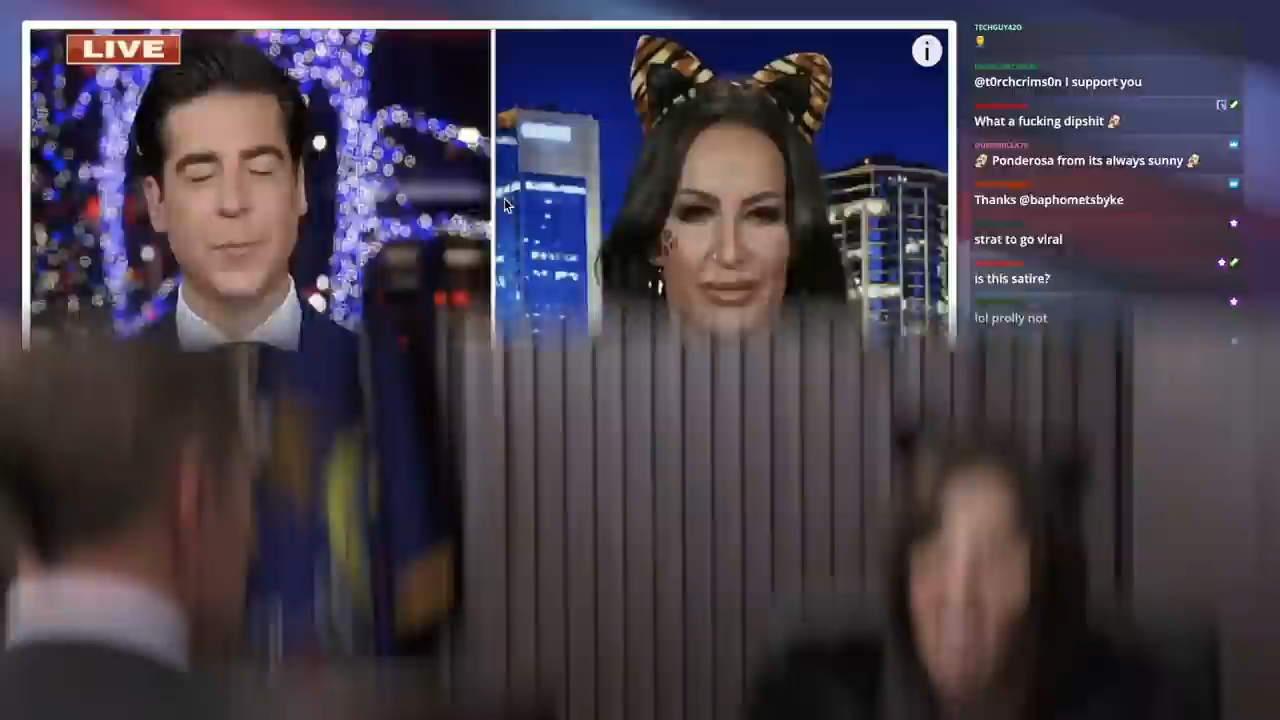 LIVE
i
TECHGUY420
@t0rchcrims0n I support you
What a fucking dipshit
Ponderosa from its always sunny
Thanks @baphometsbyke
strat to go viral
is this satire?
lol prolly not